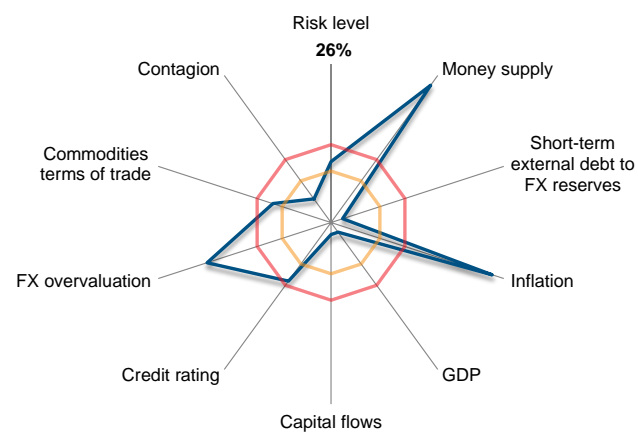 Risk level
26%
Contagion
Money supply
Commodities
terms of trade
Short-term
external debt to
FX reserves
FX overvaluation
Inflation
Credit rating
GDP
Capital flows